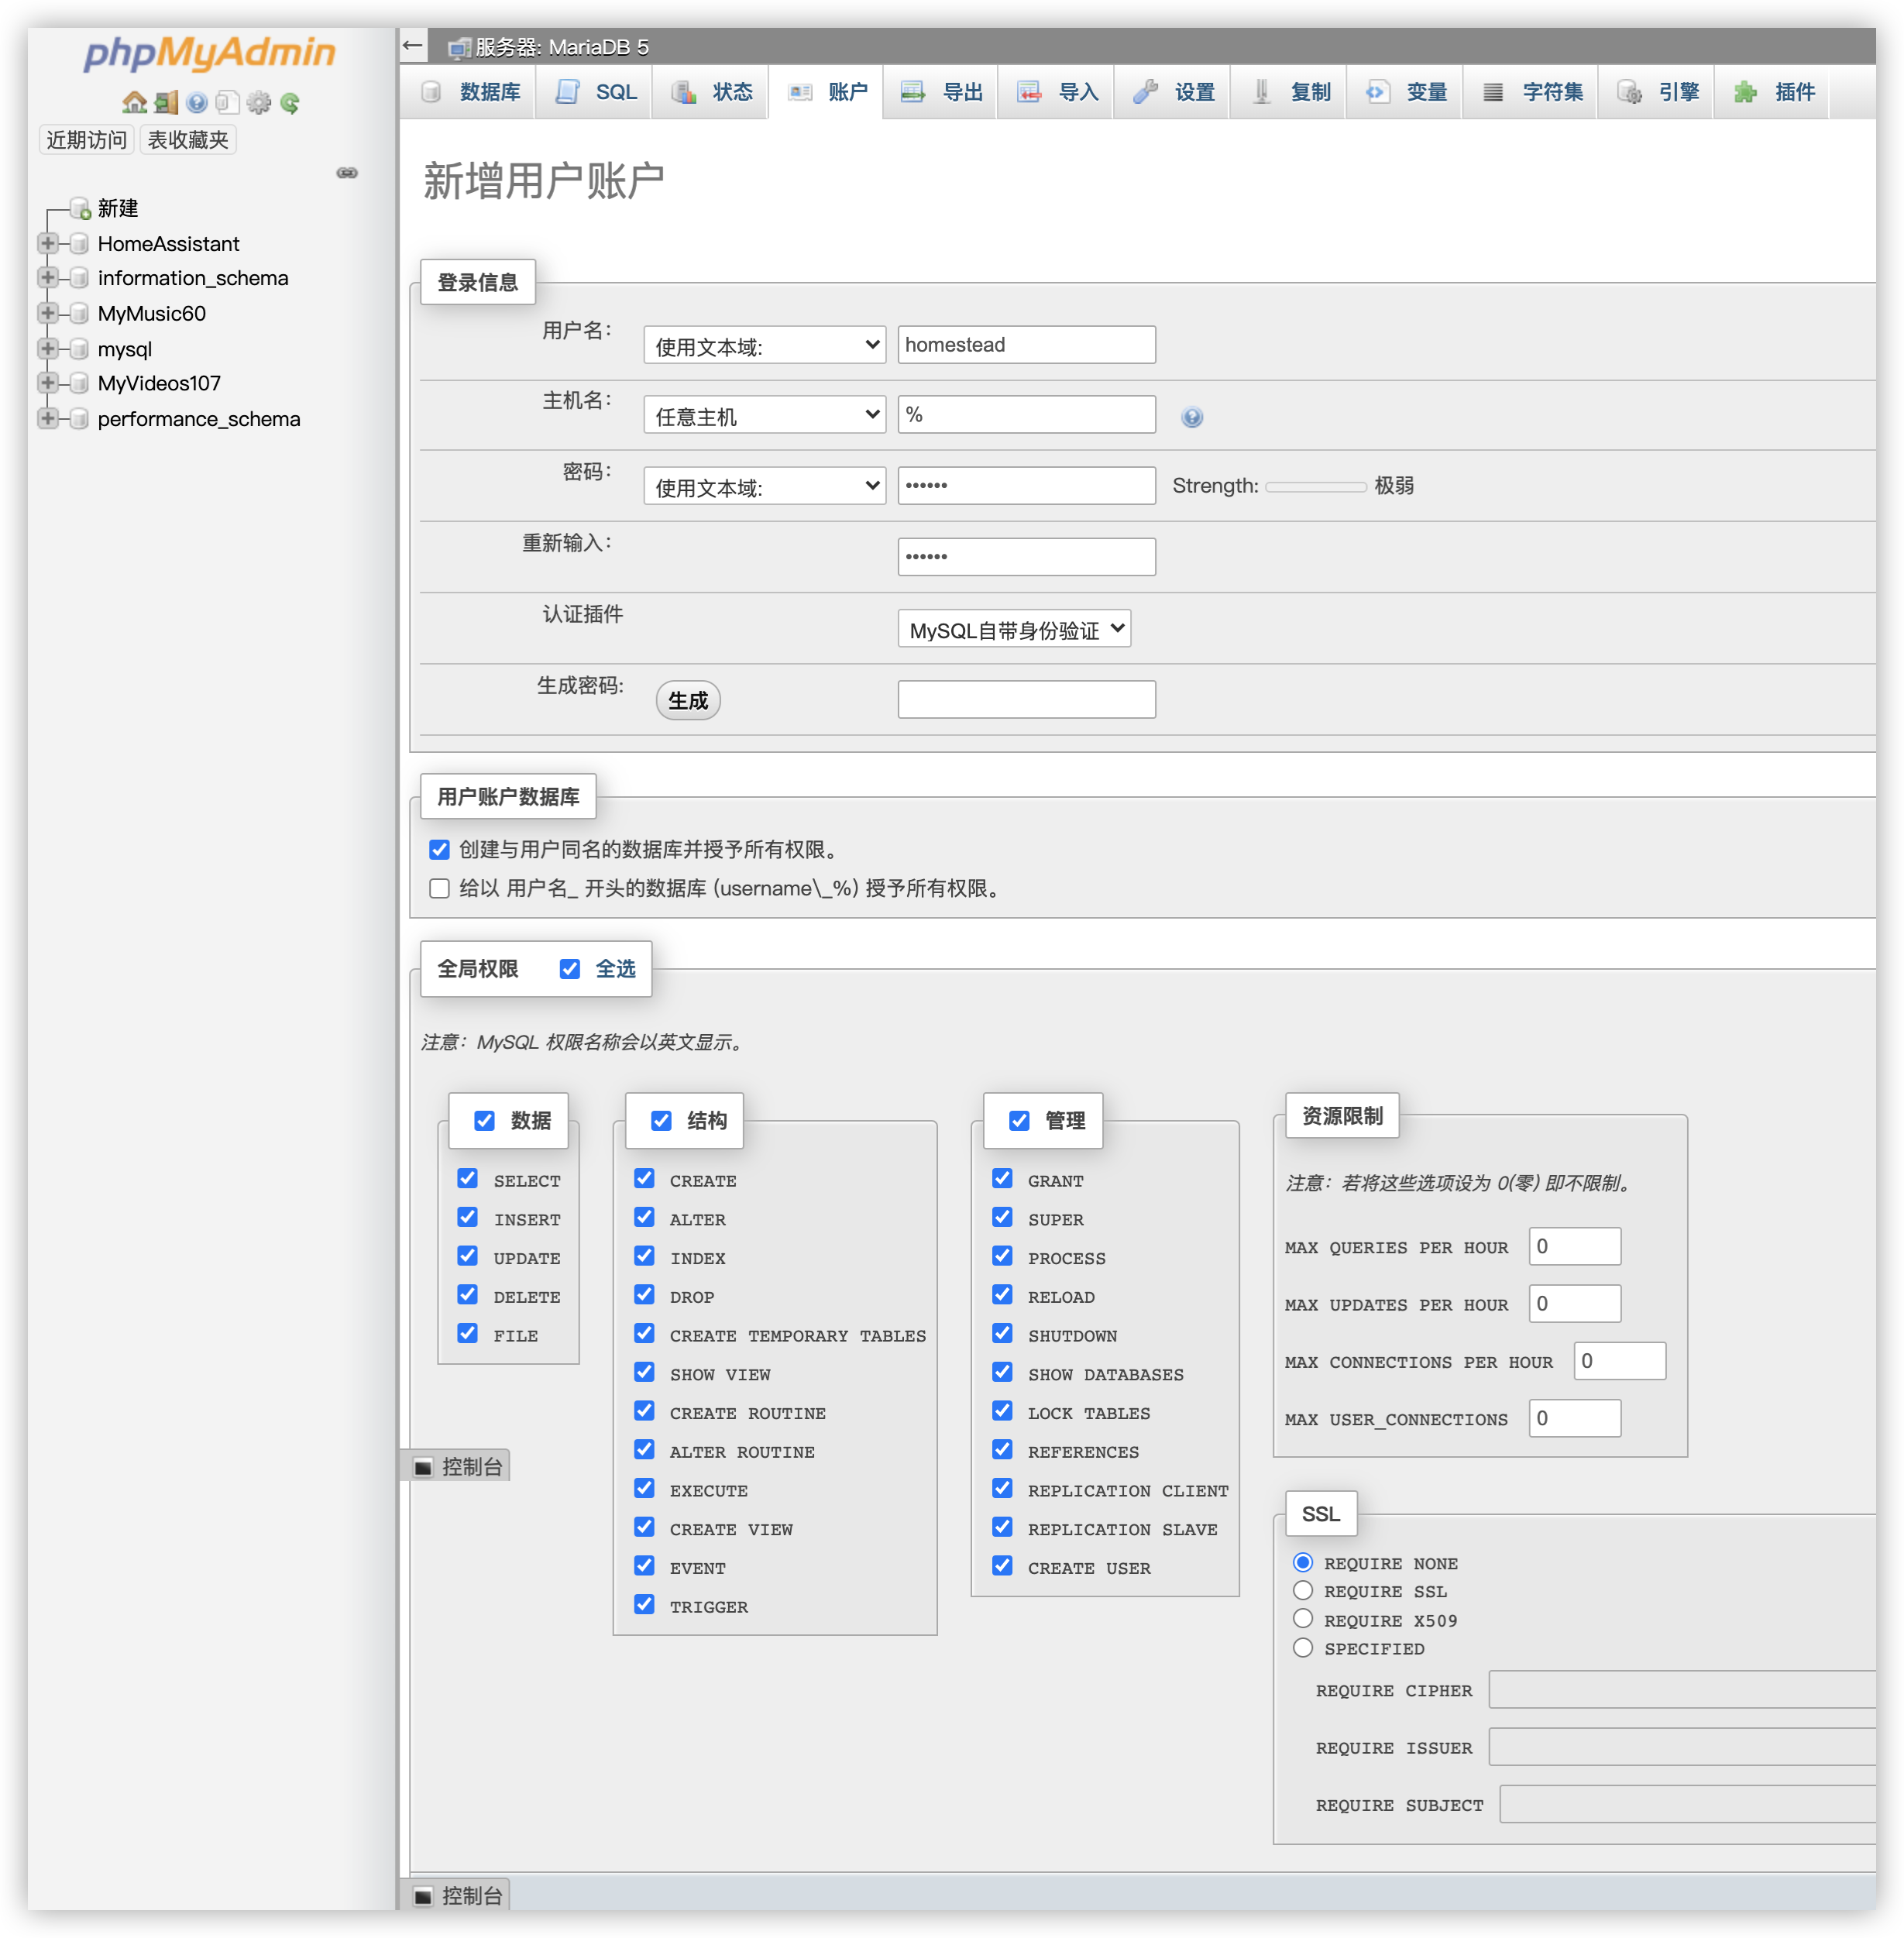 phpMyAdmin
近期访问 表收藏夹
新建
HomeAssistant
information_schema
MyMusic60
mysql
MyVideos107
performance_schema
服务器: MariaDB 5
数据库 SQL 状态 账户 导出 导入 设置 复制 变量 字符集 引擎 插件
新增用户账户
登录信息
用户名： 使用文本域: homestead
主机名： 任意主机 %
密码： 使用文本域: •••••• Strength: 极弱
重新输入： ••••••
认证插件 MySQL自带身份验证
生成密码: 生成
用户账户数据库
创建与用户同名的数据库并授予所有权限。
给以 用户名_ 开头的数据库 (username\_%) 授予所有权限。
全局权限 全选
注意：MySQL 权限名称会以英文显示。
数据
SELECT
INSERT
UPDATE
DELETE
FILE
结构
CREATE
ALTER
INDEX
DROP
CREATE TEMPORARY TABLES
SHOW VIEW
CREATE ROUTINE
ALTER ROUTINE
EXECUTE
CREATE VIEW
EVENT
TRIGGER
管理
GRANT
SUPER
PROCESS
RELOAD
SHUTDOWN
SHOW DATABASES
LOCK TABLES
REFERENCES
REPLICATION CLIENT
REPLICATION SLAVE
CREATE USER
资源限制
注意：若将这些选项设为 0(零) 即不限制。
MAX QUERIES PER HOUR 0
MAX UPDATES PER HOUR 0
MAX CONNECTIONS PER HOUR 0
MAX USER_CONNECTIONS 0
SSL
REQUIRE NONE
REQUIRE SSL
REQUIRE X509
SPECIFIED
REQUIRE CIPHER
REQUIRE ISSUER
REQUIRE SUBJECT
控制台
控制台